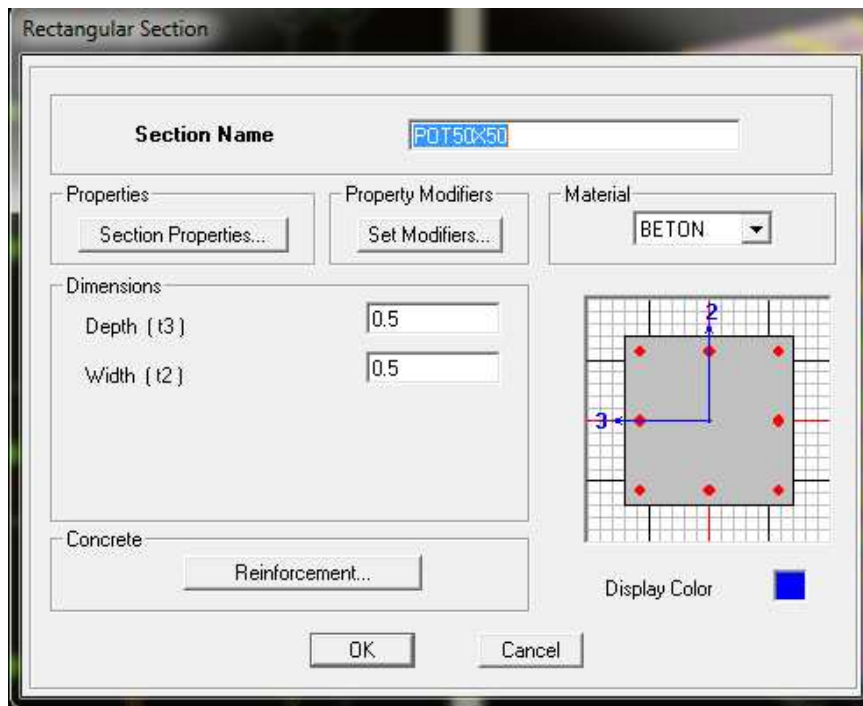 Rectangular Section
Section Name POT50X50
Properties
Section Properties...
Property Modifiers
Set Modifiers...
Material
BETON
Dimensions
Depth ( t3 ) 0.5
Width ( t2 ) 0.5
2
3
Concrete
Reinforcement...
Display Color
OK Cancel